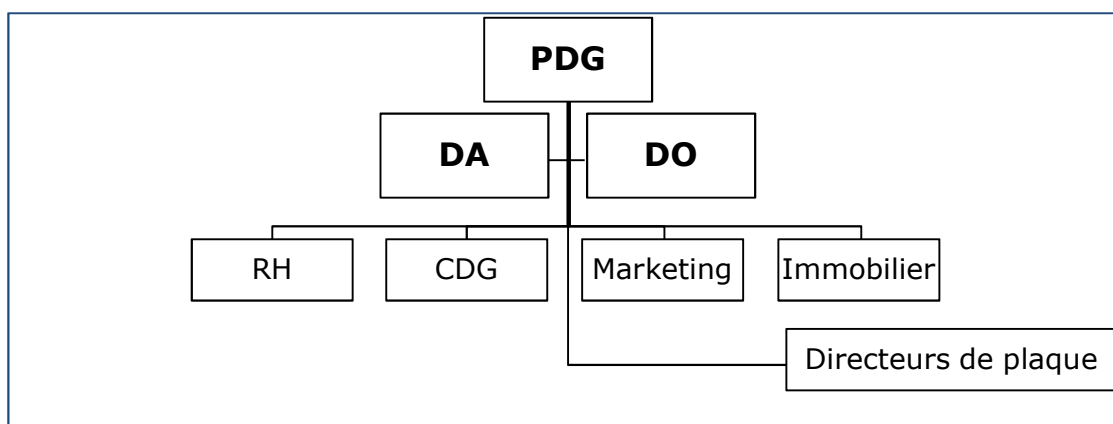 PDG
DA
DO
RH
CDG
Marketing
Immobilier
Directeurs de plaque